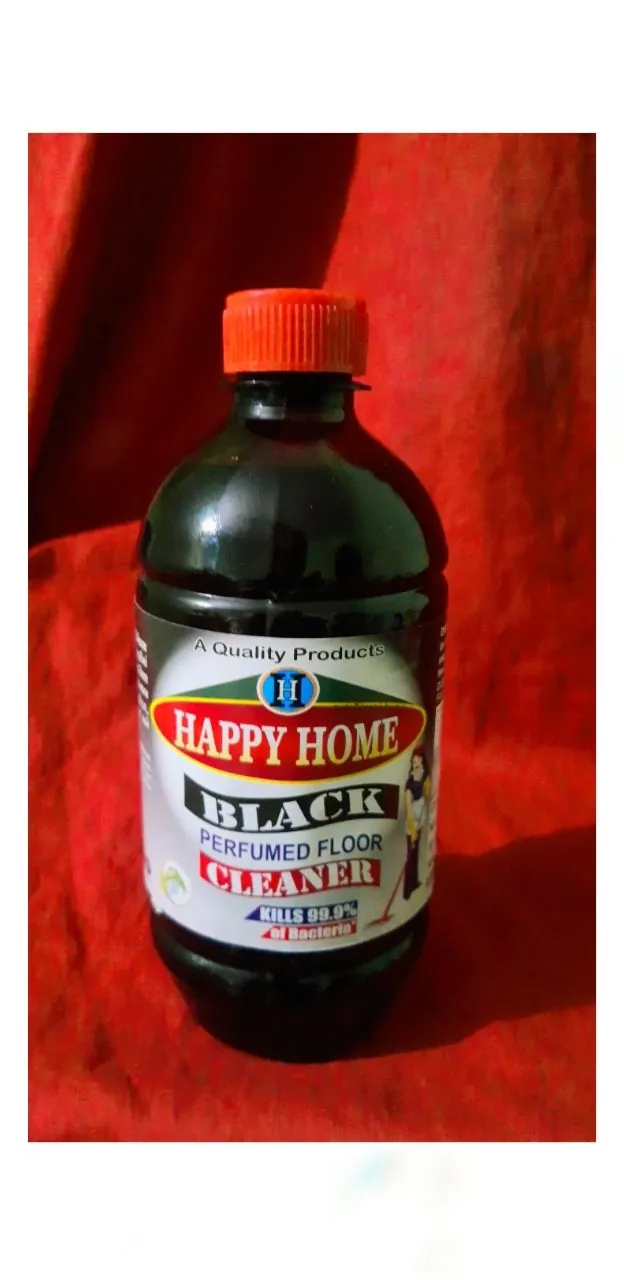 A Quality Products
H
HAPPY HOME
BLACK
PERFUMED FLOOR
CLEANER
KILLS 99.9%
of Bacteria*